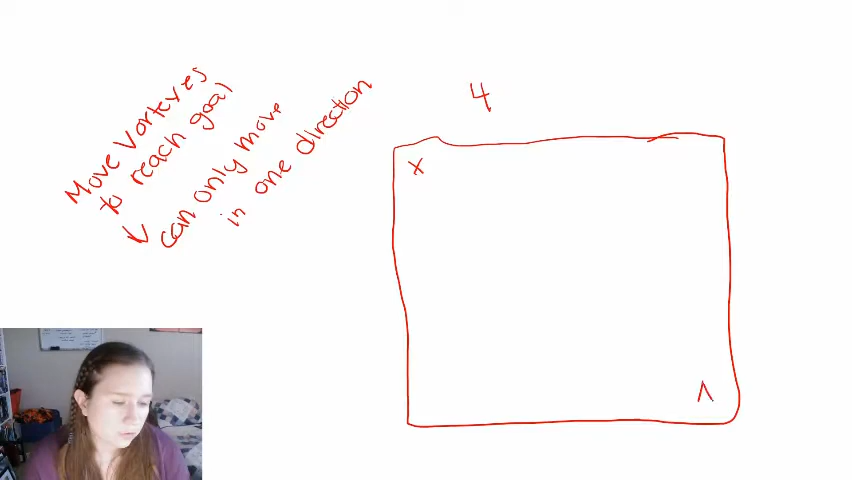 Move Vortexes
to reach goal
↓ can only move
in one direction
4
x
^